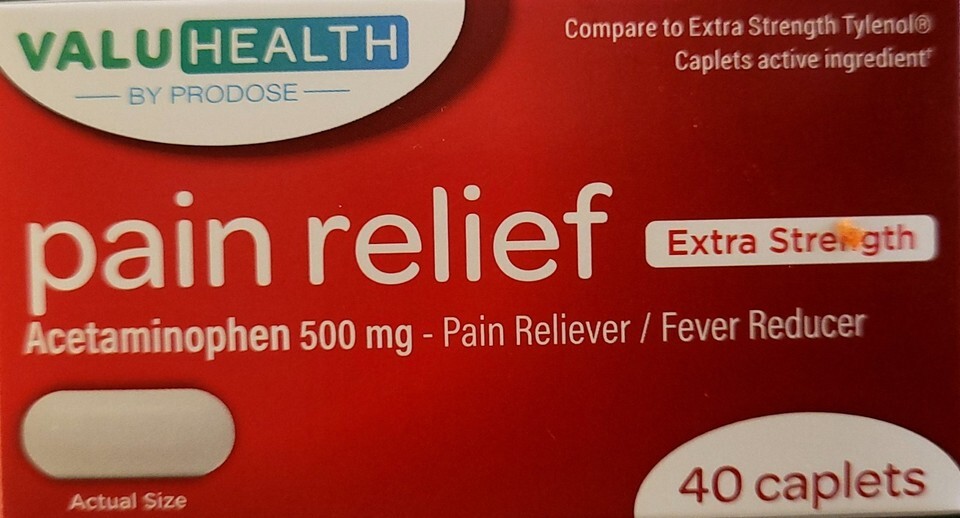 VALUHEALTH
BY PRODOSE
Compare to Extra Strength Tylenol®
Caplets active ingredient†
pain relief
Extra Strength
Acetaminophen 500 mg - Pain Reliever / Fever Reducer
Actual Size
40 caplets